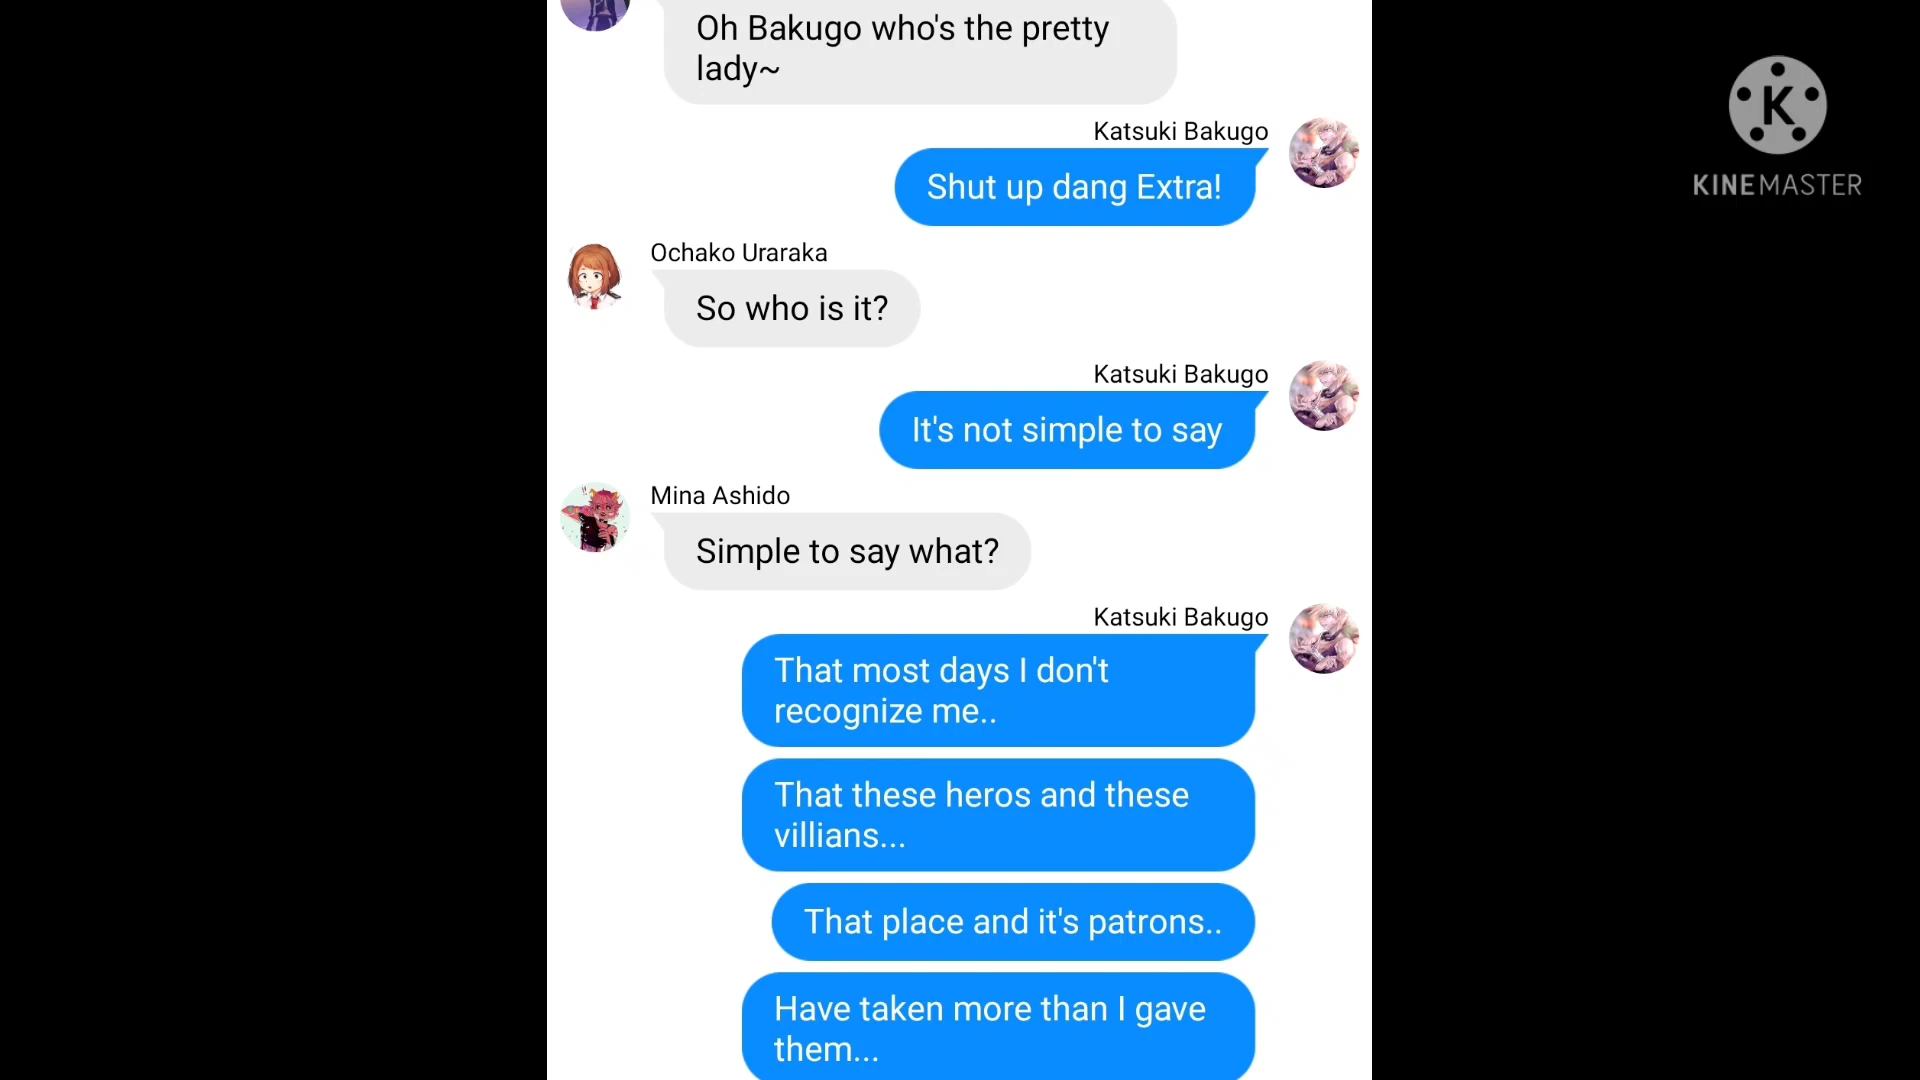 Oh Bakugo who's the pretty
lady~
Katsuki Bakugo
Shut up dang Extra!
Ochako Uraraka
So who is it?
Katsuki Bakugo
It's not simple to say
Mina Ashido
Simple to say what?
Katsuki Bakugo
That most days I don't
recognize me..
That these heros and these
villians...
That place and it's patrons..
Have taken more than I gave
them...
K
KINEMASTER